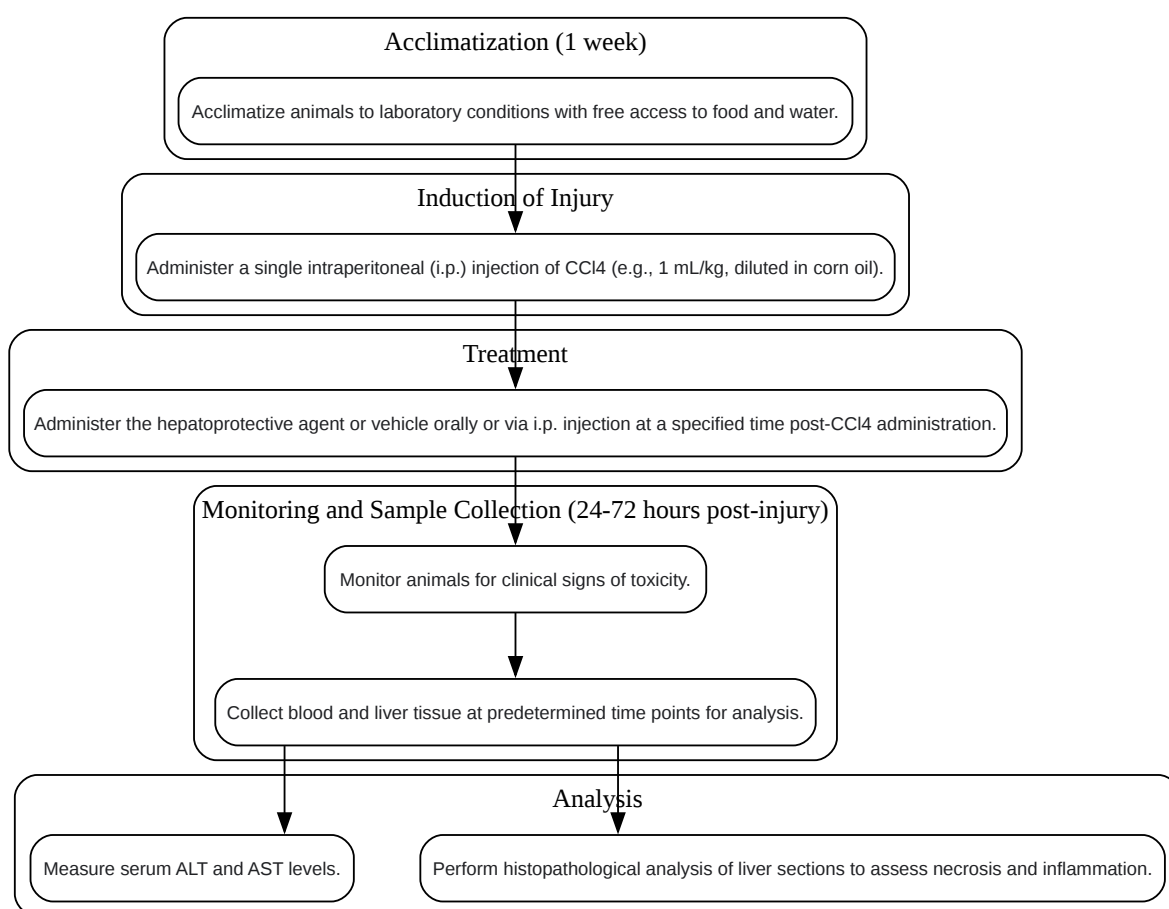 Acclimatization (1 week)
Acclimatize animals to laboratory conditions with free access to food and water.
Induction of Injury
Administer a single intraperitoneal (i.p.) injection of CCl4 (e.g., 1 mL/kg, diluted in corn oil).
Treatment
Administer the hepatoprotective agent or vehicle orally or via i.p. injection at a specified time post-CCl4 administration.
Monitoring and Sample Collection (24-72 hours post-injury)
Monitor animals for clinical signs of toxicity.
Collect blood and liver tissue at predetermined time points for analysis.
Analysis
Measure serum ALT and AST levels.
Perform histopathological analysis of liver sections to assess necrosis and inflammation.